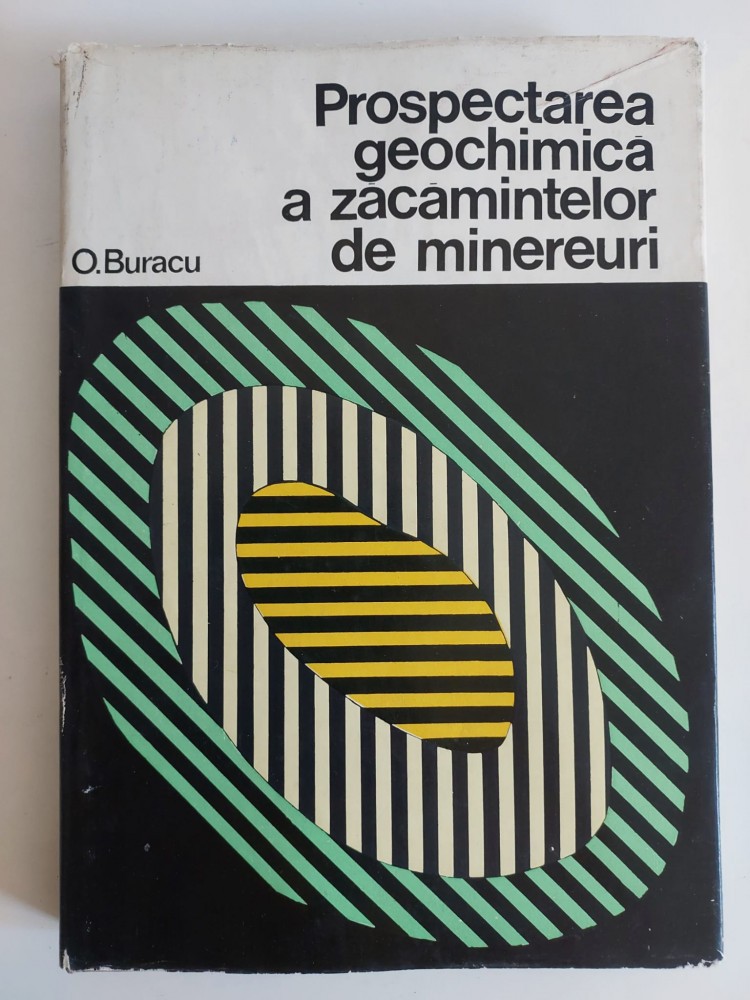 Prospectarea
geochimică
a zăcămintelor
de minereuri
O.Buracu